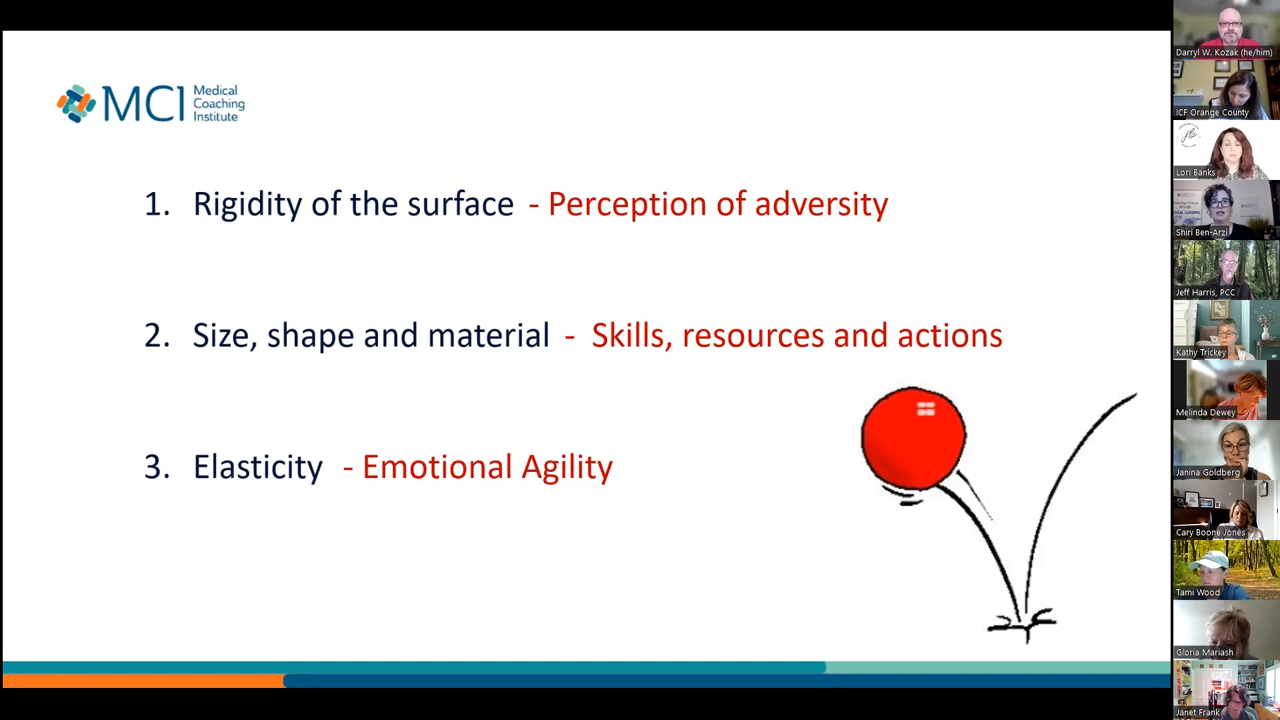 MCI Medical
Coaching
Institute
1. Rigidity of the surface - Perception of adversity
2. Size, shape and material - Skills, resources and actions
3. Elasticity - Emotional Agility
Darryl W. Kozak (he/him)
ICF Orange County
Lori Banks
Shiri Ben-Arzi
Jeff Harris, PCC
Kathy Trickey
Melinda Dewey
Janina Goldberg
Cary Boone Jones
Tami Wood
Gloria Mariash
Janet Frank